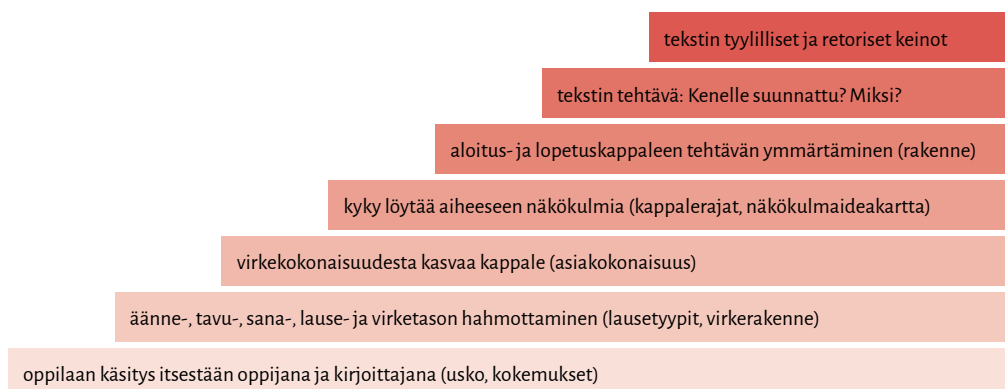 tekstin tyylilliset ja retoriset keinot
tekstin tehtävä: Kenelle suunnattu? Miksi?
aloitus- ja lopetuskappaleen tehtävän ymmärtäminen (rakenne)
kyky löytää aiheeseen näkökulmia (kappalerajat, näkökulmaideakartta)
virkekokonaisuudesta kasvaa kappale (asiakokonaisuus)
äänne-, tavu-, sana-, lause- ja virketason hahmottaminen (lausetyypit, virkerakenne)
oppilaan käsitys itsestään oppijana ja kirjoittajana (usko, kokemukset)